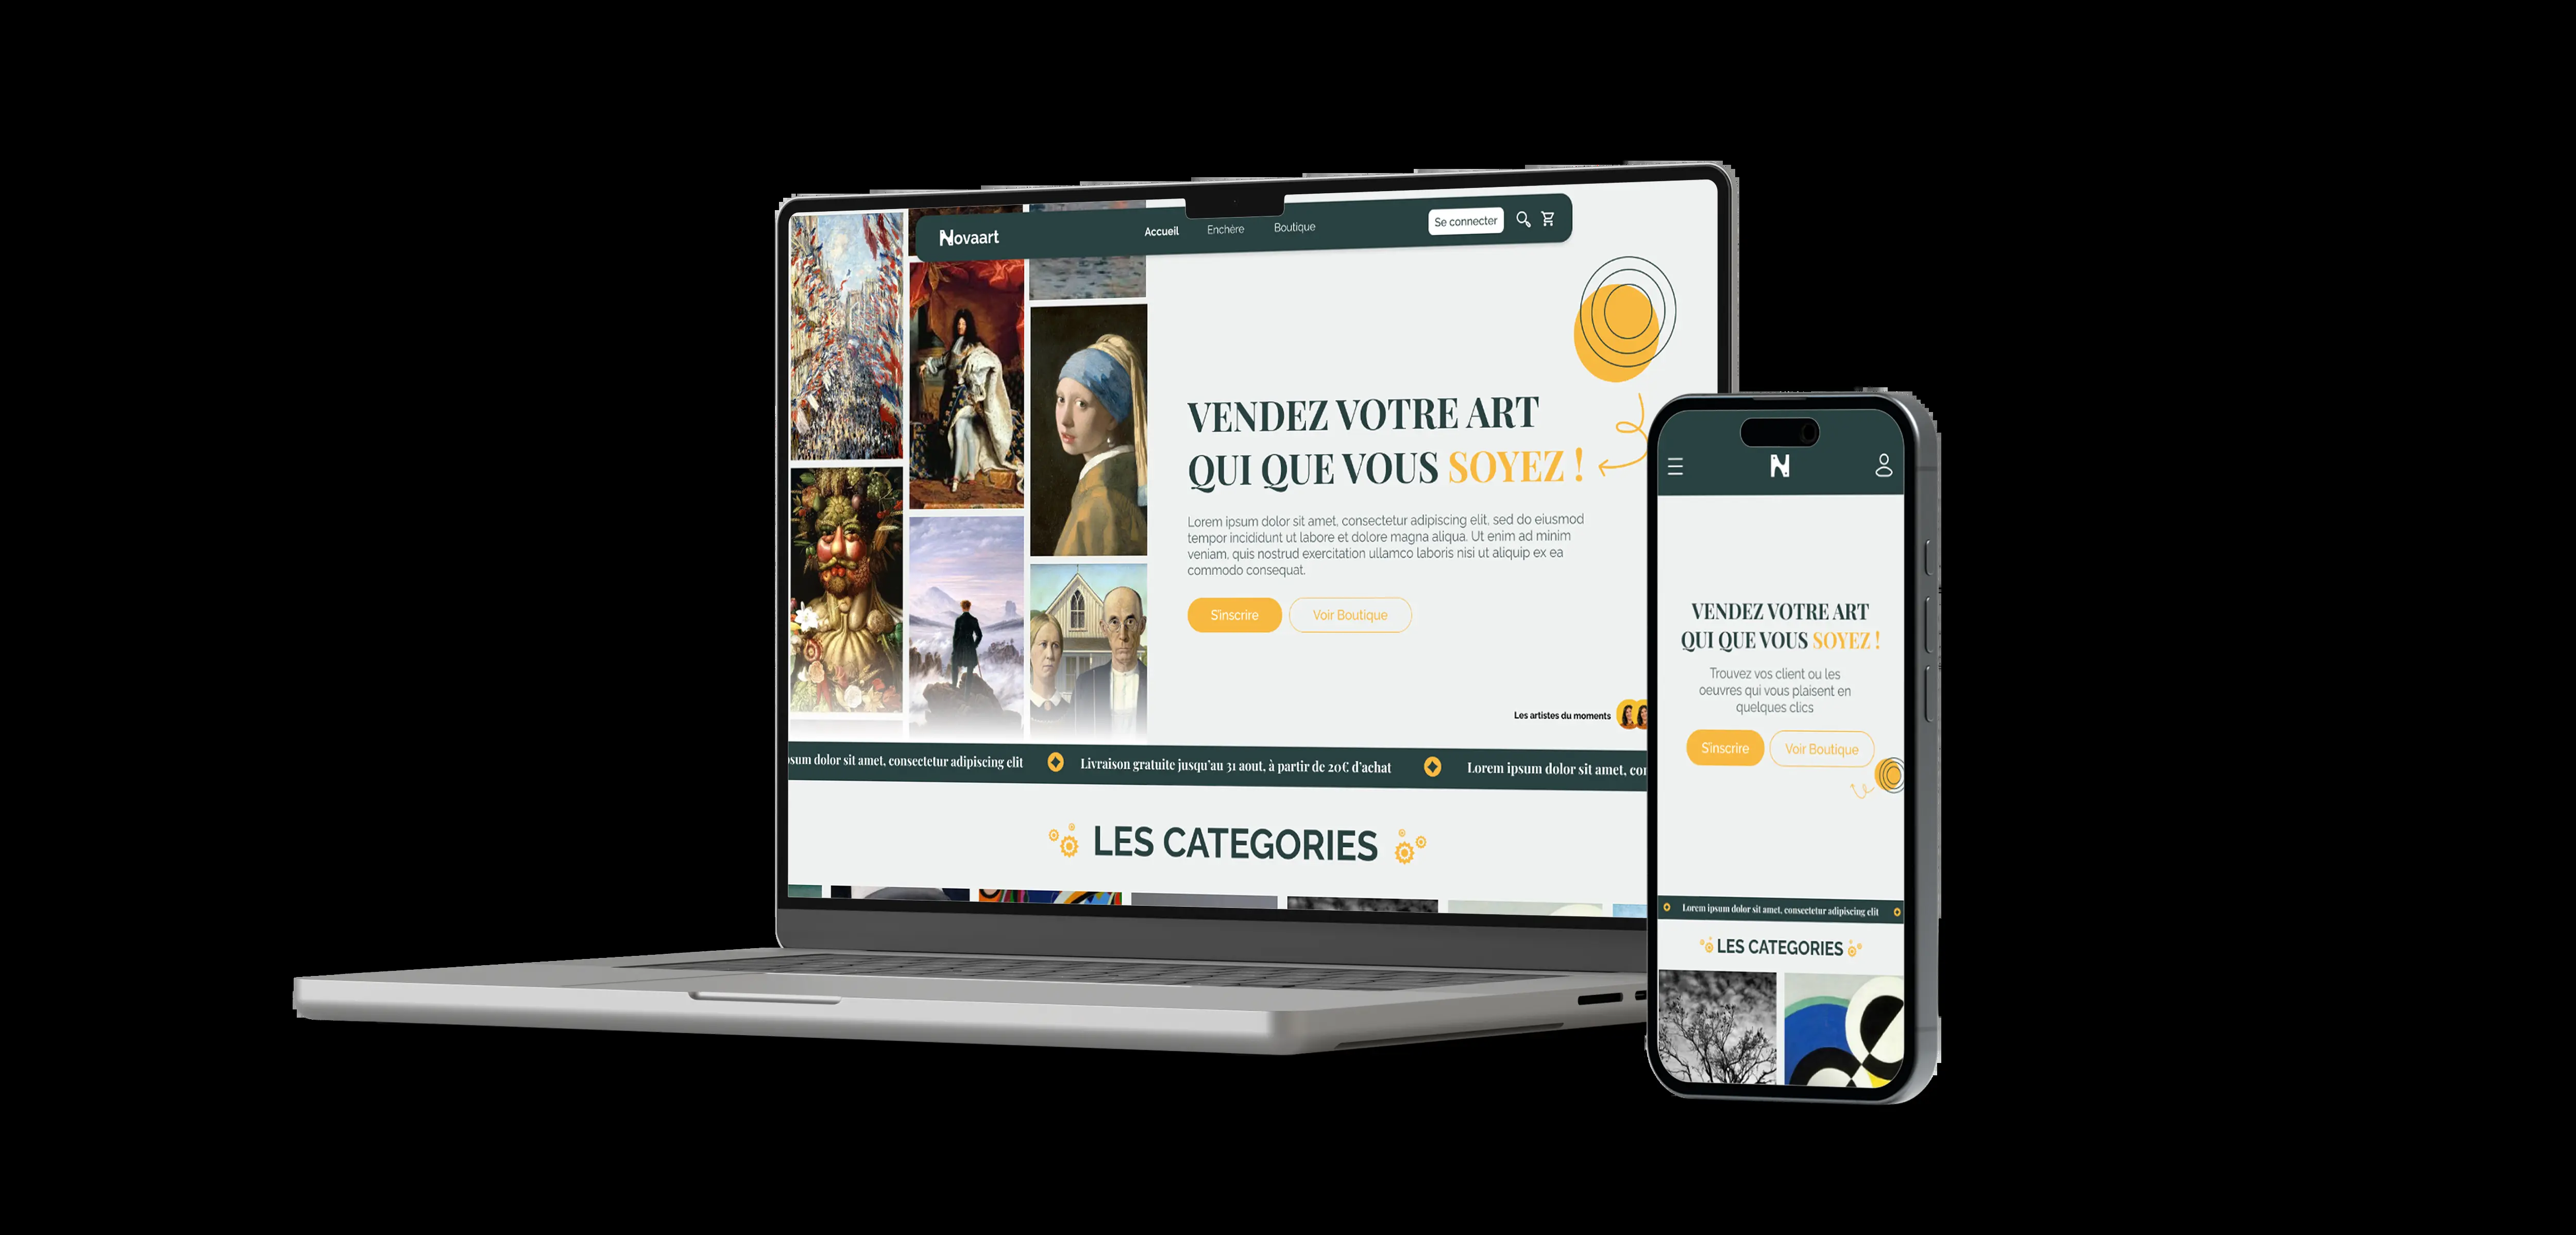 Novaart
Accueil
Enchère
Boutique
Se connecter
VENDEZ VOTRE ART
QUI QUE VOUS SOYEZ !
Lorem ipsum dolor sit amet, consectetur adipiscing elit, sed do eiusmod
tempor incididunt ut labore et dolore magna aliqua. Ut enim ad minim
veniam, quis nostrud exercitation ullamco laboris nisi ut aliquip ex ea
commodo consequat.
S'inscrire
Voir Boutique
Les artistes du moments
dolor sit amet, consectetur adipiscing elit
Livraison gratuite jusqu'au 31 aout, à partir de 20€ d'achat
Lorem ipsum dolor sit amet,
LES CATEGORIES
N
VENDEZ VOTRE ART
QUI QUE VOUS SOYEZ !
Trouvez vos client ou les
oeuvres qui vous plaisent en
quelques clics
S'inscrire
Voir Boutique
Lorem ipsum dolor sit amet, consectetur adipiscing elit
LES CATEGORIES